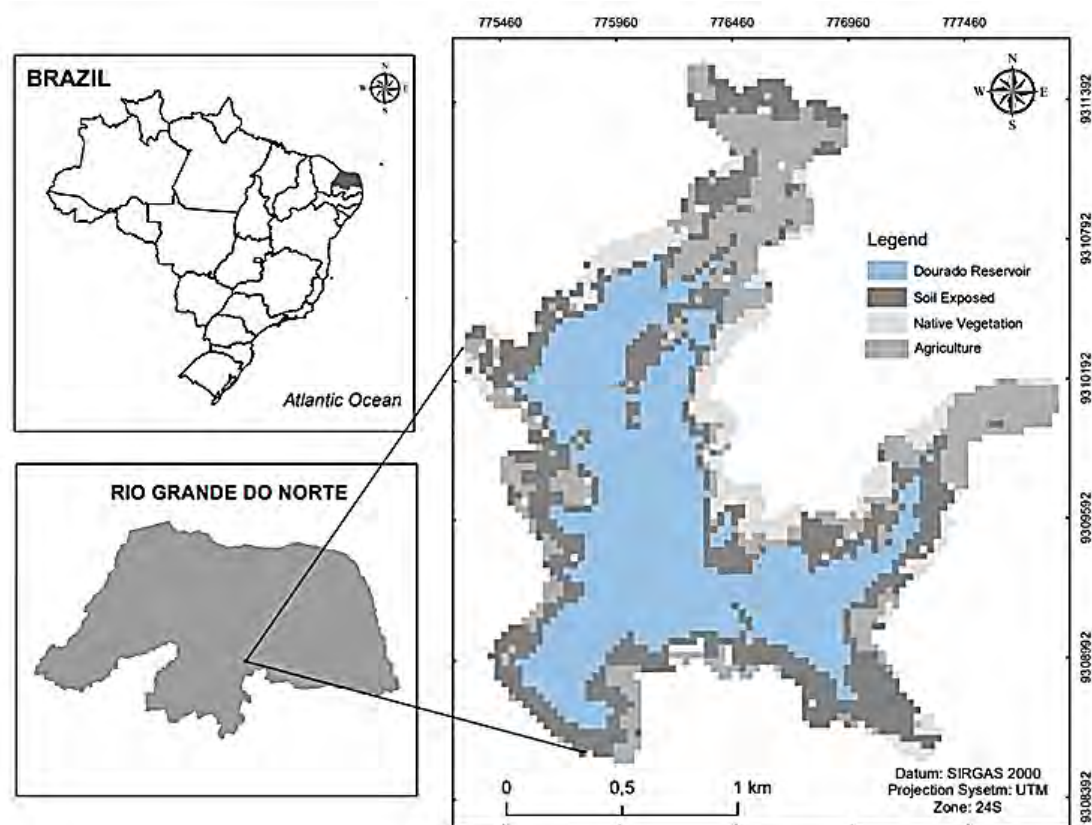 BRAZIL
N
W
E
S
Atlantic Ocean
RIO GRANDE DO NORTE
775460 775960 776460 776960 777460
N
W
E
S
9311392
9310792
9310192
9309592
9308992
9308392
Legend
Dourado Reservoir
Soil Exposed
Native Vegetation
Agriculture
0 0,5 1 km
Datum: SIRGAS 2000
Projection Sysetm: UTM
Zone: 24S